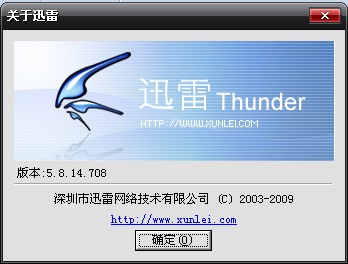 关于迅雷
迅雷 Thunder
HTTP://WWW.XUNLEI.COM
版本:5.8.14.708
深圳市迅雷网络技术有限公司 (C) 2003-2009
http://www.xunlei.com
确定(O)